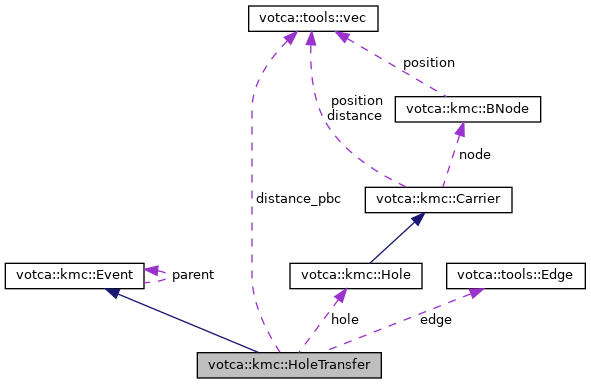 votca::tools::vec
position
votca::kmc::BNode
position
distance
node
votca::kmc::Carrier
distance_pbc
votca::kmc::Event
parent
votca::kmc::Hole
votca::tools::Edge
hole
edge
votca::kmc::HoleTransfer